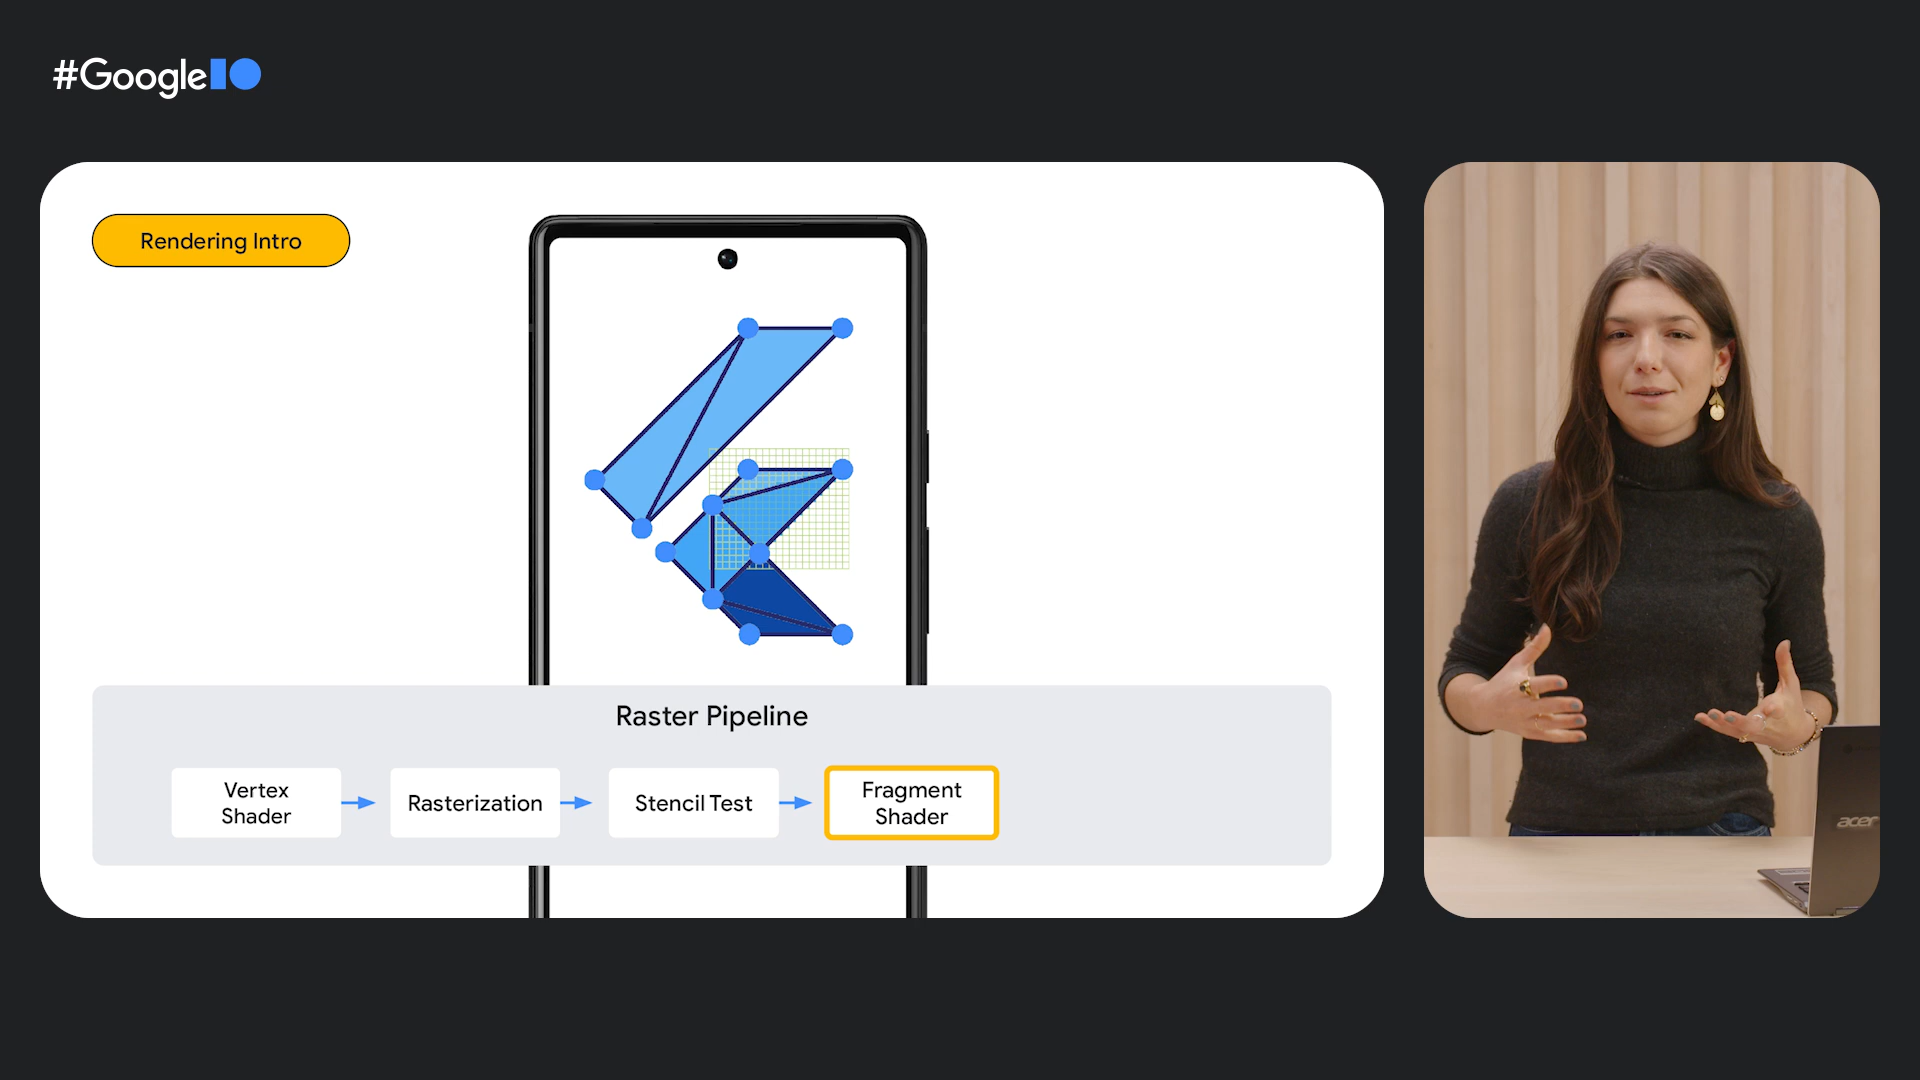 #GoogleIO
Rendering Intro
Raster Pipeline
Vertex
Shader
Rasterization
Stencil Test
Fragment
Shader
acer